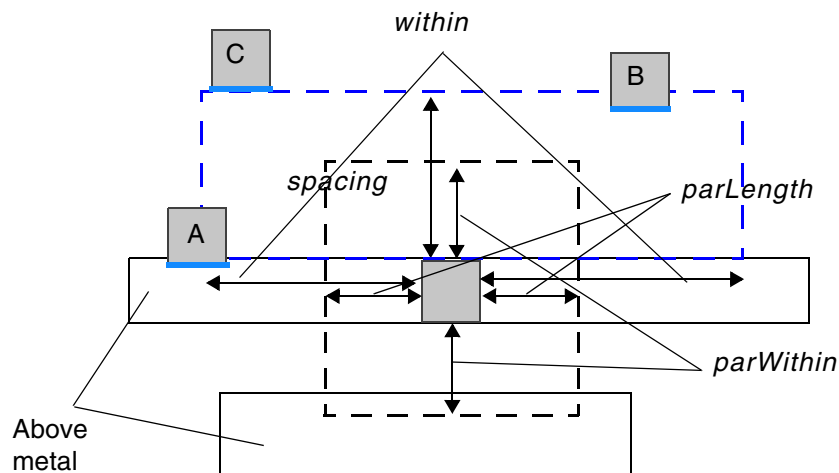 within
C
B
spacing
parLength
A
parWithin
Above
metal